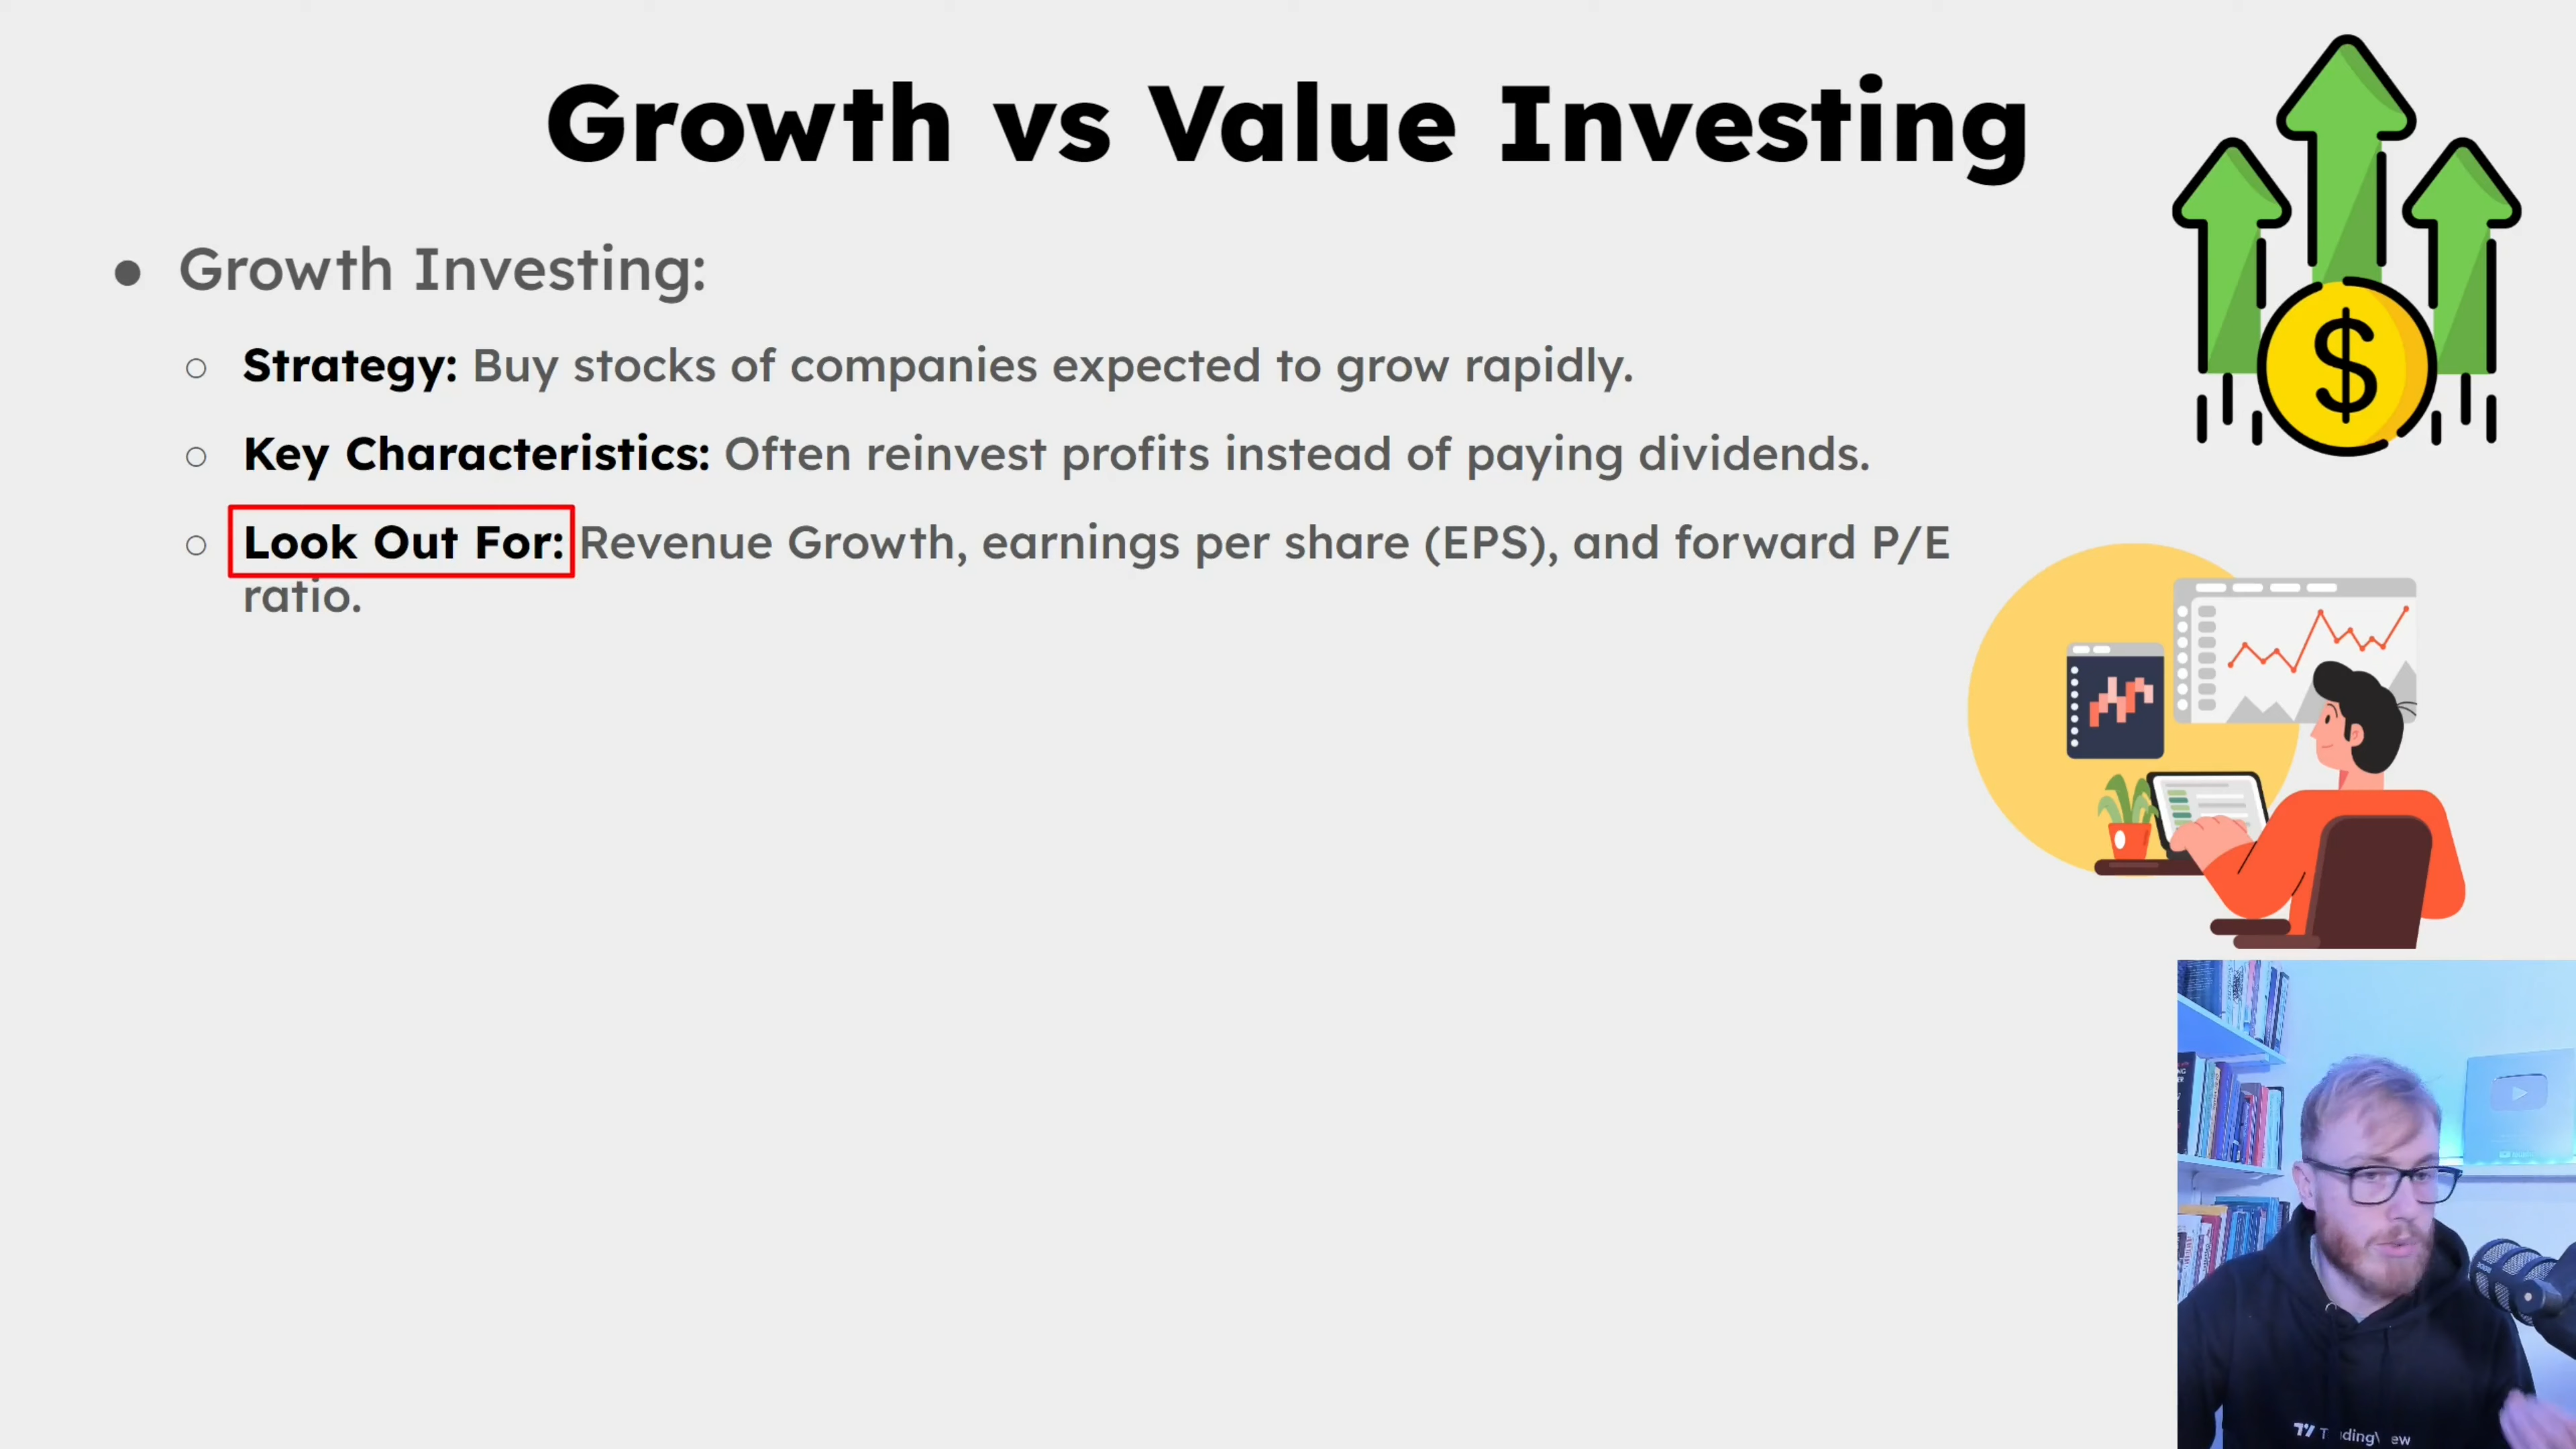 Growth vs Value Investing
● Growth Investing:
○ Strategy: Buy stocks of companies expected to grow rapidly.
○ Key Characteristics: Often reinvest profits instead of paying dividends.
○ Look Out For: Revenue Growth, earnings per share (EPS), and forward P/E
ratio.
$